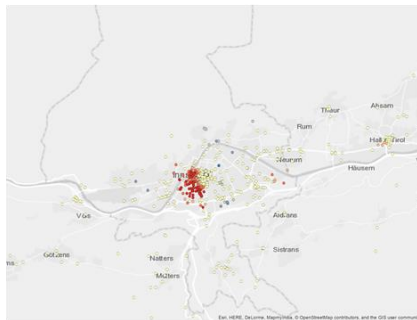 Absam
Thaur
Rum
Hall in Tirol
Neurum
Häusern
Völs
Aldrans
Sistrans
Götzens
Natters
Mutters
Esri, HERE, DeLorme, MapmyIndia, © OpenStreetMap contributors, and the GIS user commun